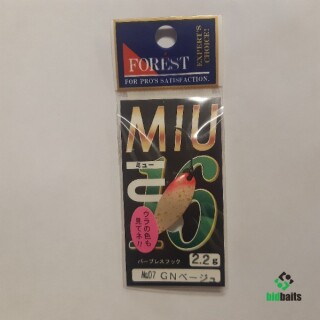 FOREST
EXPERT'S
CHOICE!
FOR PRO'S SATISFACTION.
MIU
ミュー
16
ウラの色も
見てネ!!
2.2g
バーブレスフック
No.07 GNベージュ
bidbaits